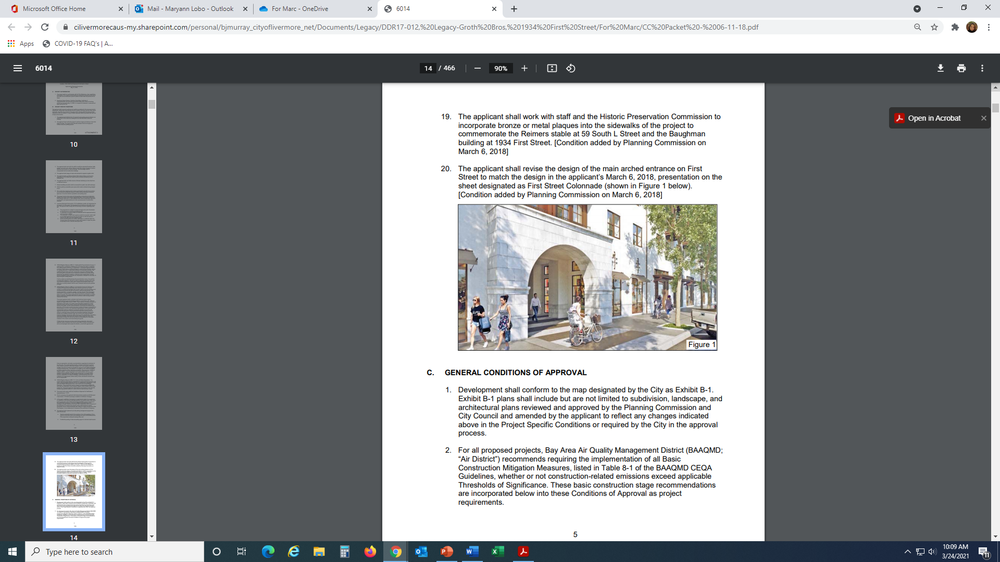 Microsoft Office Home
Mail - Maryann Lobo - Outlook
For Marc - OneDrive
6014
cilivermorecaus-my.sharepoint.com/personal/bjmurray_cityoflivermore_net/Documents/Legacy/DDR17-012,%20Legacy-Groth%20Bros,%201934%20First%20Street/For%20Marc/CC%20Packet%20-%2006-11-18.pdf
Apps
COVID-19 FAQ's | A...
6014
14 / 466
90%
Open in Acrobat
10
11
12
13
14
19. The applicant shall work with staff and the Historic Preservation Commission to
incorporate bronze or metal plaques into the sidewalks of the project to
commemorate the Reimers stable at 59 South L Street and the Baughman
building at 1934 First Street. [Condition added by Planning Commission on
March 6, 2018]
20. The applicant shall revise the design of the main arched entrance on First
Street to match the design in the applicant’s March 6, 2018, presentation on the
sheet designated as First Street Colonnade (shown in Figure 1 below).
[Condition added by Planning Commission on March 6, 2018]
Figure 1
C. GENERAL CONDITIONS OF APPROVAL
1. Development shall conform to the map designated by the City as Exhibit B-1.
Exhibit B-1 plans shall include but are not limited to subdivision, landscape, and
architectural plans reviewed and approved by the Planning Commission and
City Council and amended by the applicant to reflect any changes indicated
above in the Project Specific Conditions or required by the City in the approval
process.
2. For all proposed projects, Bay Area Air Quality Management District (BAAQMD;
“Air District”) recommends requiring the implementation of all Basic
Construction Mitigation Measures, listed in Table 8-1 of the BAAQMD CEQA
Guidelines, whether or not construction-related emissions exceed applicable
Thresholds of Significance. These basic construction stage recommendations
are incorporated below into these Conditions of Approval as project
requirements.
5
Type here to search
10:09 AM
3/24/2021
11